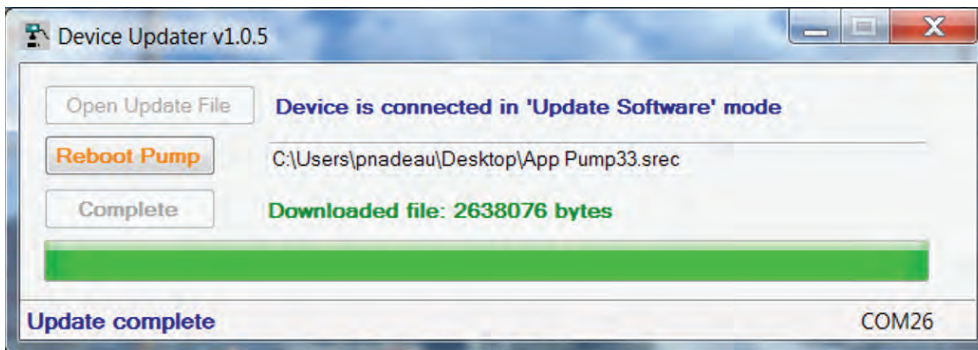 Device Updater v1.0.5
Open Update File Device is connected in 'Update Software' mode
Reboot Pump C:\Users\pnadeau\Desktop\App Pump33.srec
Complete Downloaded file: 2638076 bytes
Update complete COM26